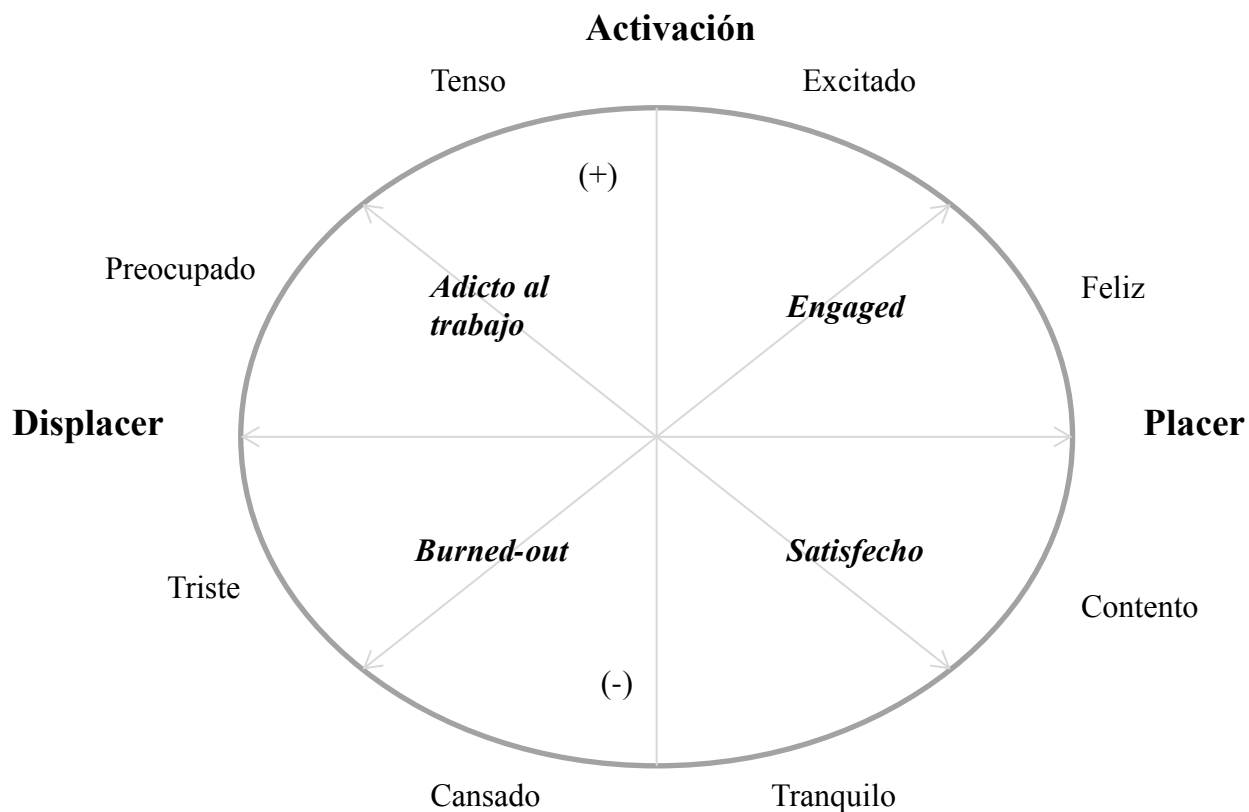 Activación
Tenso
Excitado
(+)
Preocupado
Adicto al
trabajo
Engaged
Feliz
Displacer
Placer
Burned-out
Satisfecho
Triste
Contento
(-)
Cansado
Tranquilo